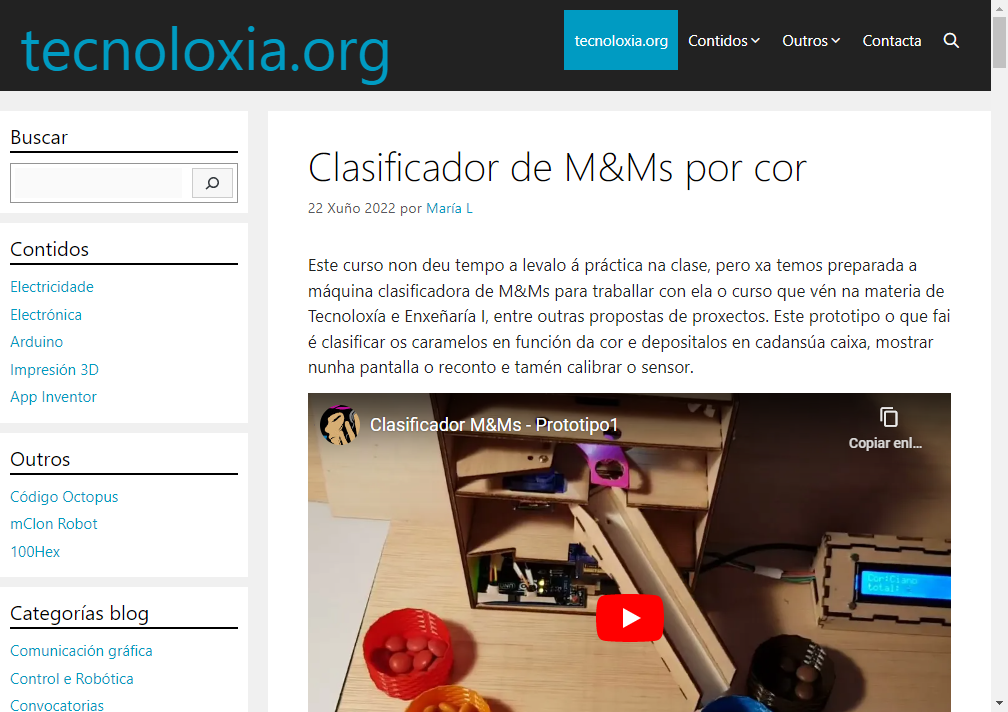 tecnoloxia.org
tecnoloxia.org Contidos Outros Contacta
Buscar
Contidos
Electricidade
Electrónica
Arduino
Impresión 3D
App Inventor
Outros
Código Octopus
mClon Robot
100Hex
Categorías blog
Comunicación gráfica
Control e Robótica
Convocatorias
Clasificador de M&Ms por cor
22 Xuño 2022 por María L
Este curso non deu tempo a levalo á práctica na clase, pero xa temos preparada a
máquina clasificadora de M&Ms para traballar con ela o curso que vén na materia de
Tecnoloxía e Enxeñaría I, entre outras propostas de proxectos. Este prototipo o que fai
é clasificar os caramelos en función da cor e depositalos en cadansúa caixa, mostrar
nunha pantalla o reconto e tamén calibrar o sensor.
Clasificador M&Ms - Prototipo1
Copiar enl...
Cor:Ciano
total: